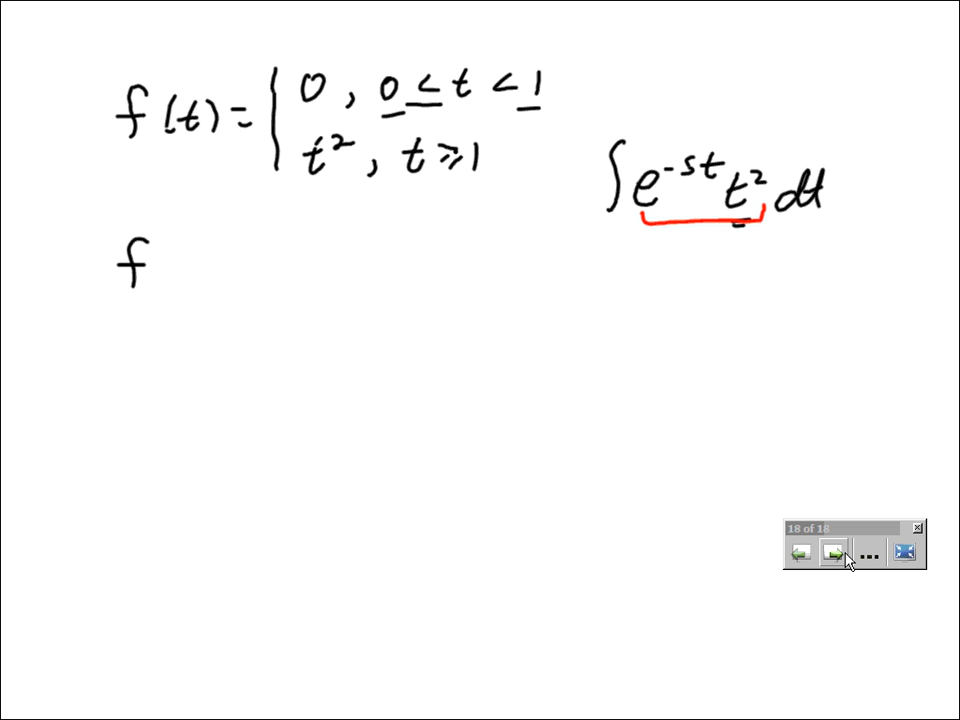 f(t) = { 0, 0 ≤ t < 1
t², t ≥ 1
∫ e^{-st} t² dt
f
18 of 18
...